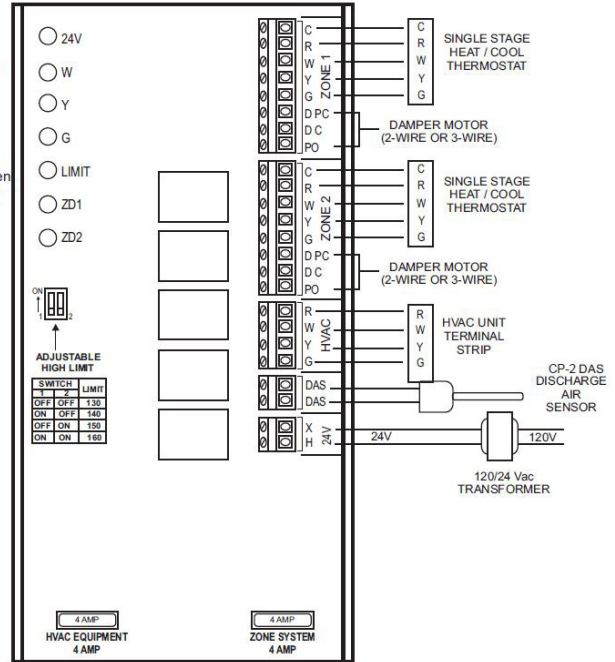 24V
W
Y
G
LIMIT
ZD1
ZD2
en
ON
1 2
ADJUSTABLE
HIGH LIMIT
SWITCH LIMIT
1 2
OFF OFF 130
ON OFF 140
OFF ON 150
ON ON 160
4 AMP
HVAC EQUIPMENT
4 AMP
4 AMP
ZONE SYSTEM
4 AMP
C
R
W
Y
G
D PC
D C
PO
ZONE 1
C
R
W
Y
G
SINGLE STAGE
HEAT / COOL
THERMOSTAT
DAMPER MOTOR
(2-WIRE OR 3-WIRE)
C
R
W
Y
G
D PC
D C
PO
ZONE 2
C
R
W
Y
G
SINGLE STAGE
HEAT / COOL
THERMOSTAT
DAMPER MOTOR
(2-WIRE OR 3-WIRE)
R
W
Y
G
HVAC
R
W
Y
G
HVAC UNIT
TERMINAL
STRIP
DAS
DAS
CP-2 DAS
DISCHARGE
AIR
SENSOR
X
H
24V
24V
120V
120/24 Vac
TRANSFORMER